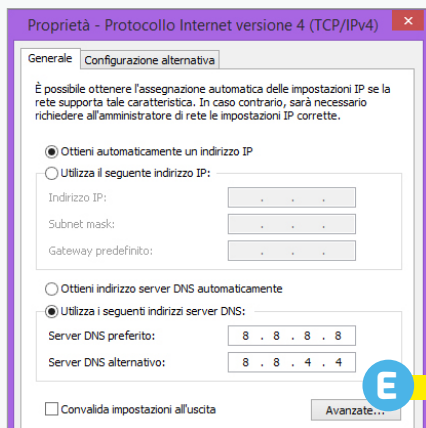 Proprietà - Protocollo Internet versione 4 (TCP/IPv4)
Generale Configurazione alternativa
È possibile ottenere l'assegnazione automatica delle impostazioni IP se la
rete supporta tale caratteristica. In caso contrario, sarà necessario
richiedere all'amministratore di rete le impostazioni IP corrette.
Ottieni automaticamente un indirizzo IP
Utilizza il seguente indirizzo IP:
Indirizzo IP: . . .
Subnet mask: . . .
Gateway predefinito: . . .
Ottieni indirizzo server DNS automaticamente
Utilizza i seguenti indirizzi server DNS:
Server DNS preferito: 8 . 8 . 8 . 8
Server DNS alternativo: 8 . 8 . 4 . 4
E
Convalida impostazioni all'uscita Avanzate...